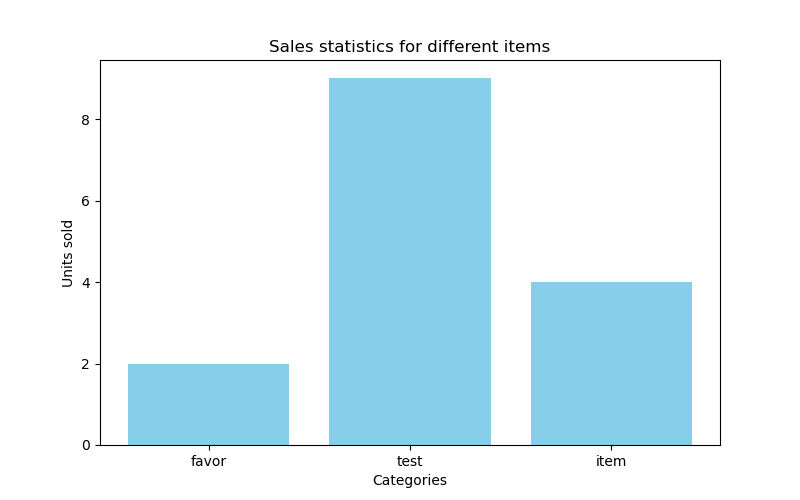 Sales statistics for different items
Units sold
8
6
4
2
0
favor test item
Categories